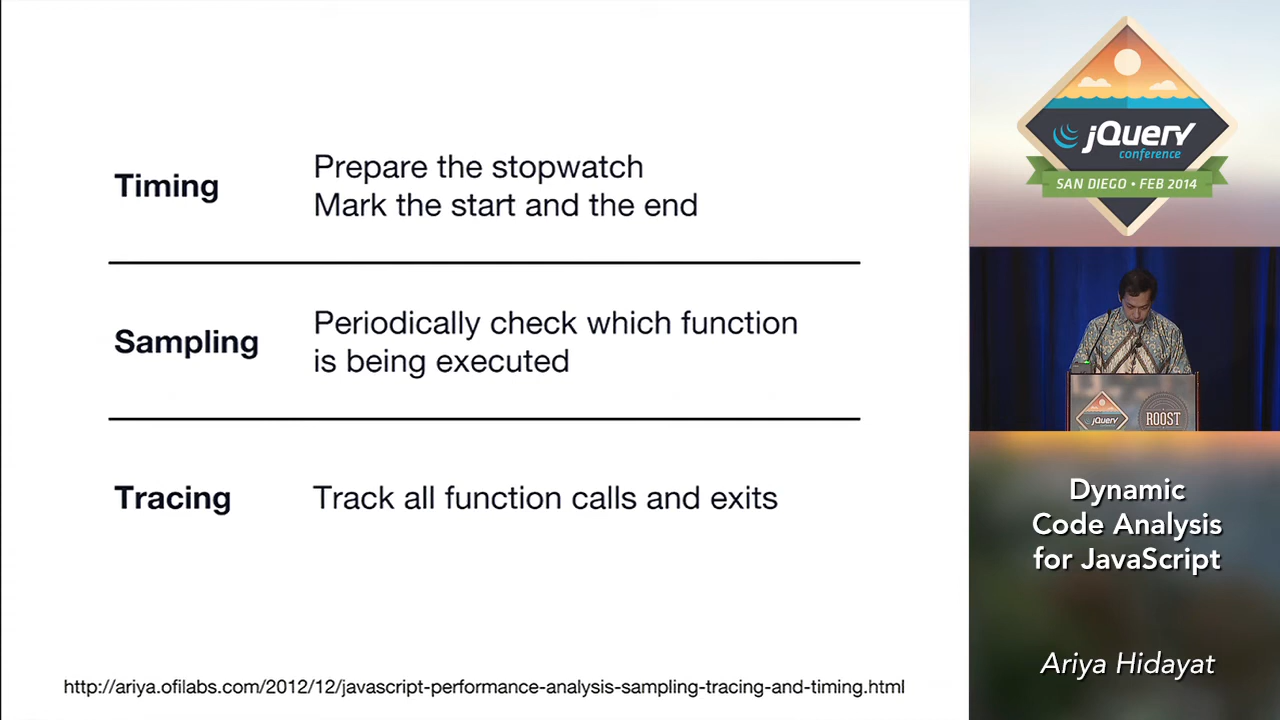 Timing
Prepare the stopwatch
Mark the start and the end
Sampling
Periodically check which function
is being executed
Tracing
Track all function calls and exits
http://ariya.ofilabs.com/2012/12/javascript-performance-analysis-sampling-tracing-and-timing.html
jQuery
conference
SAN DIEGO • FEB 2014
jQuery
ROOST
Dynamic
Code Analysis
for JavaScript
Ariya Hidayat